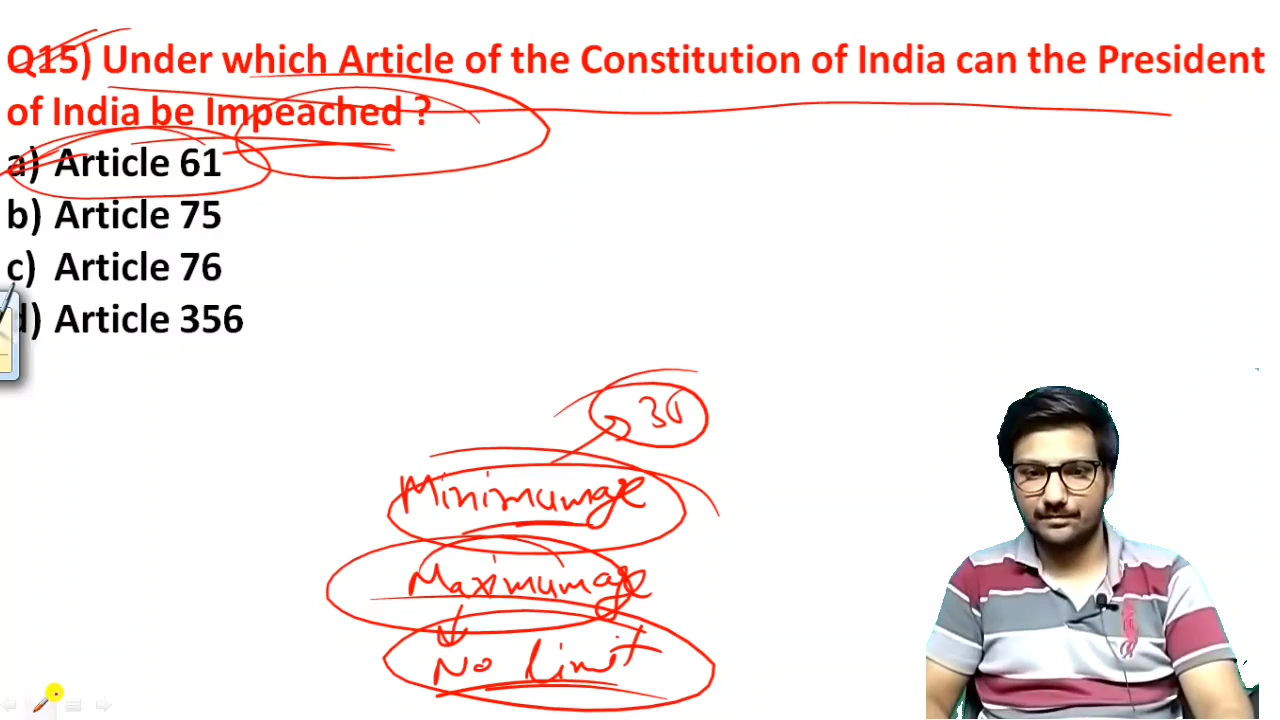 Q15) Under which Article of the Constitution of India can the President
of India be Impeached ?
a) Article 61
b) Article 75
c) Article 76
d) Article 356
Minimum age
Maximum age
No Limit